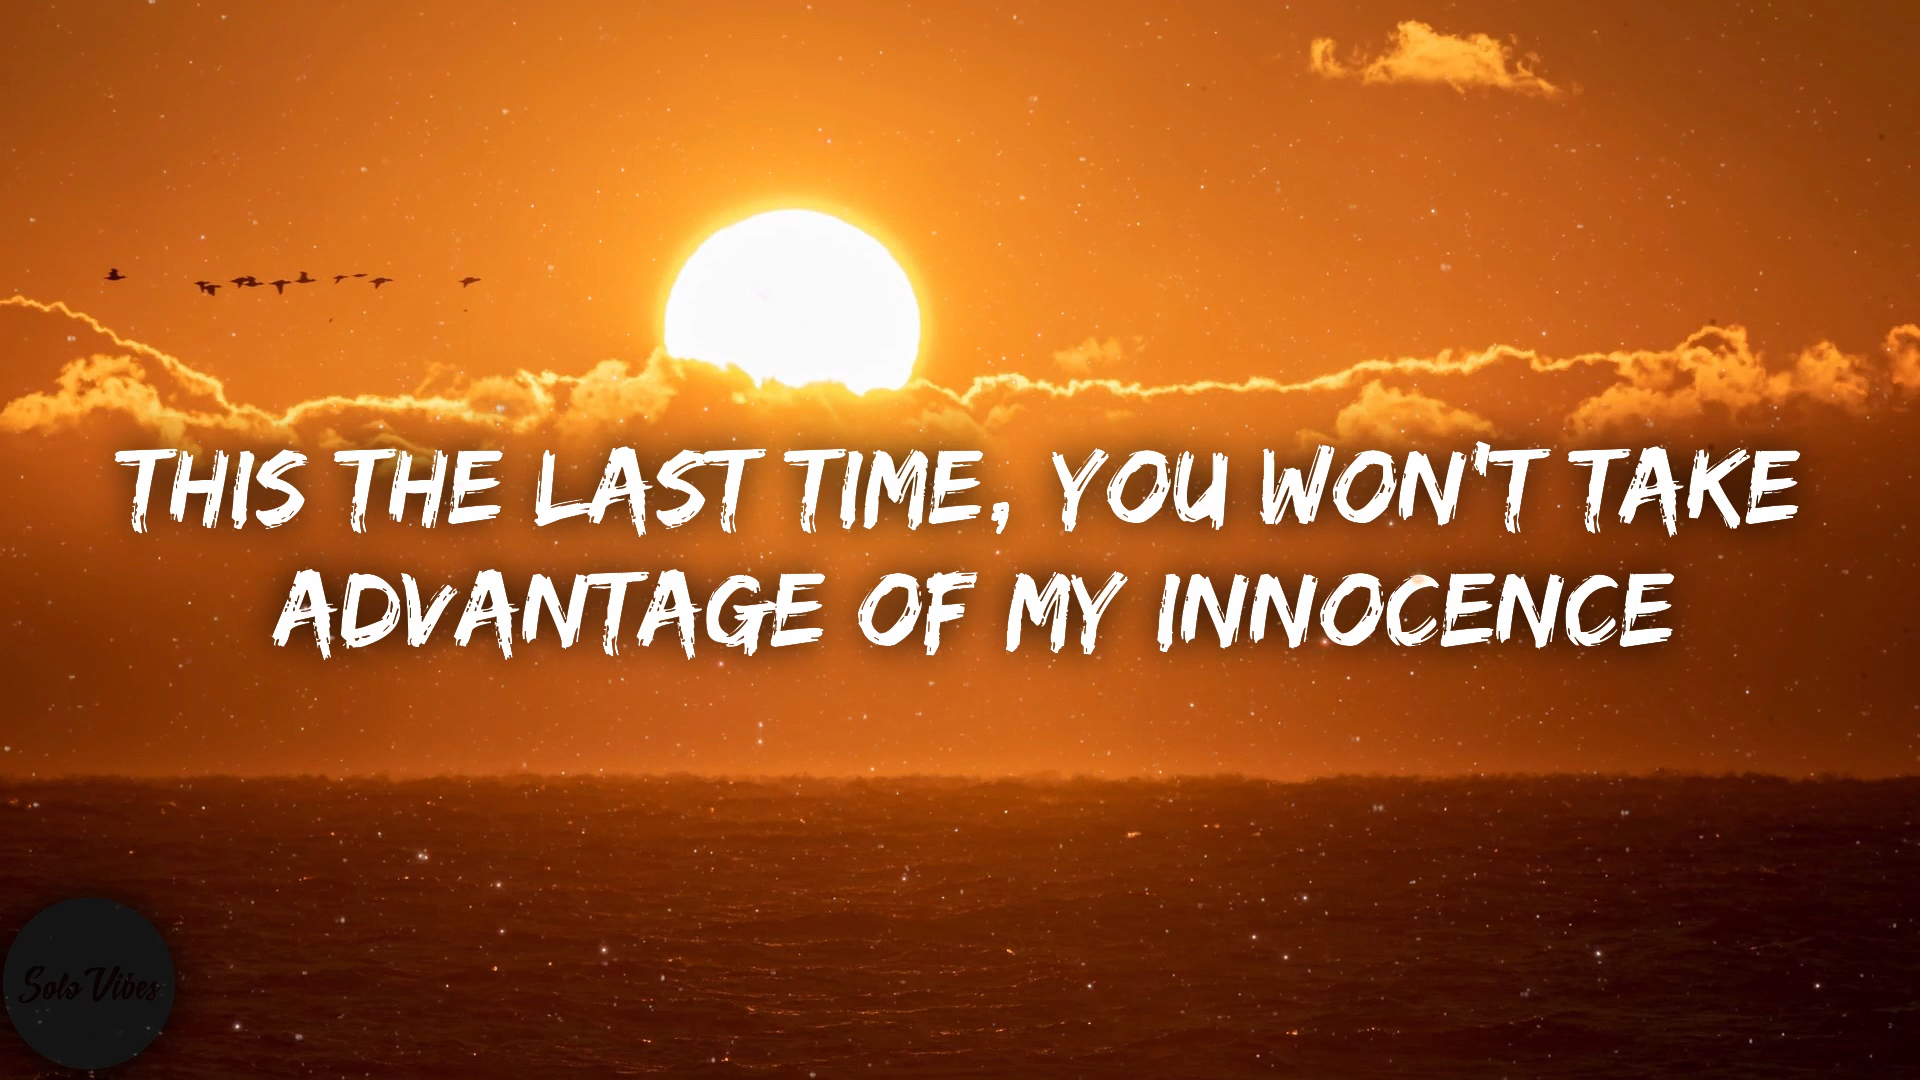 THIS THE LAST TIME, YOU WON'T TAKE
ADVANTAGE OF MY INNOCENCE
Solo Vibes